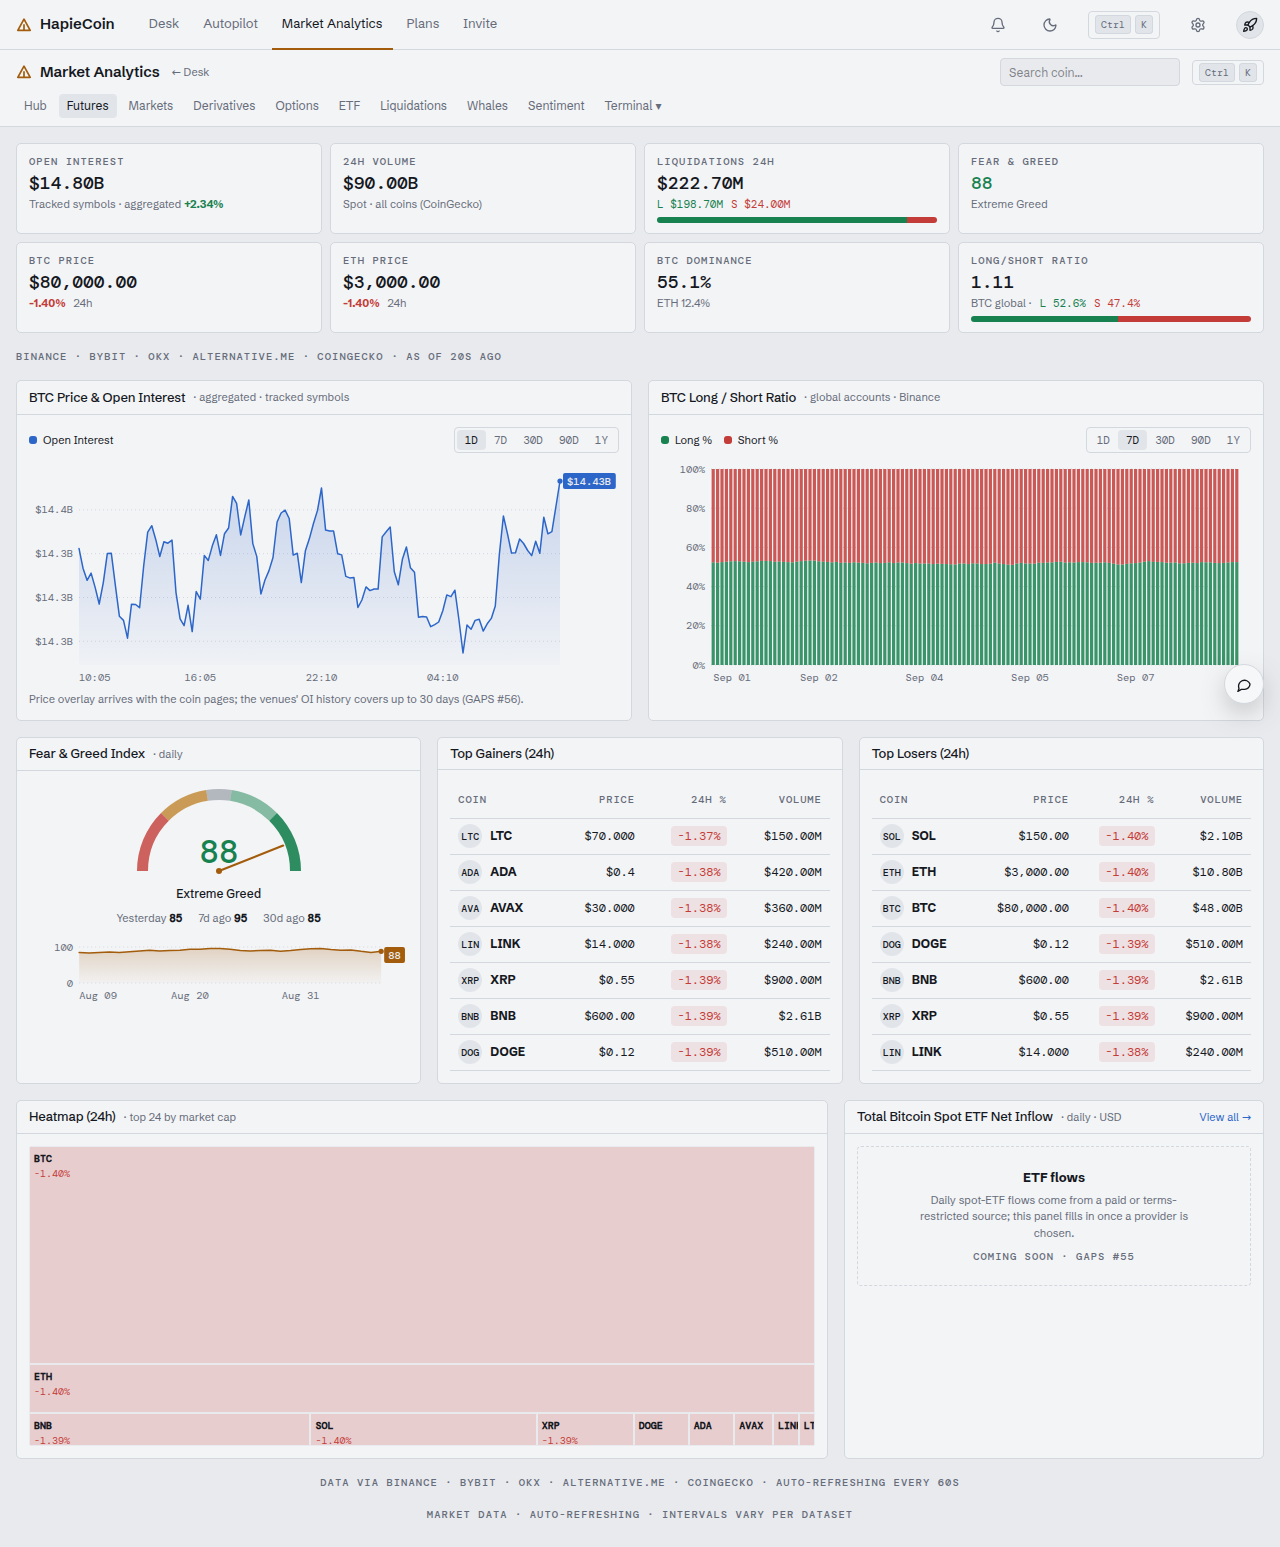 HapieCoin Desk Autopilot Market Analytics Plans Invite Ctrl K
Market Analytics ← Desk Search coin... Ctrl K
Hub Futures Markets Derivatives Options ETF Liquidations Whales Sentiment Terminal ▾
OPEN INTEREST
$14.80B
Tracked symbols · aggregated +2.34%
24H VOLUME
$90.00B
Spot · all coins (CoinGecko)
LIQUIDATIONS 24H
$222.70M
L $198.70M S $24.00M
FEAR & GREED
88
Extreme Greed
BTC PRICE
$80,000.00
-1.40% 24h
ETH PRICE
$3,000.00
-1.40% 24h
BTC DOMINANCE
55.1%
ETH 12.4%
LONG/SHORT RATIO
1.11
BTC global · L 52.6% S 47.4%
BINANCE · BYBIT · OKX · ALTERNATIVE.ME · COINGECKO · AS OF 20S AGO
BTC Price & Open Interest · aggregated · tracked symbols
Open Interest 1D 7D 30D 90D 1Y
$14.43B
$14.4B
$14.3B
$14.3B
$14.3B
10:05 16:05 22:10 04:10
Price overlay arrives with the coin pages; the venues' OI history covers up to 30 days (GAPS #56).
BTC Long / Short Ratio · global accounts · Binance
Long % Short % 1D 7D 30D 90D 1Y
100%
80%
60%
40%
20%
0%
Sep 01 Sep 02 Sep 04 Sep 05 Sep 07
Fear & Greed Index · daily
88
Extreme Greed
Yesterday 85 7d ago 95 30d ago 85
100
88
0
Aug 09 Aug 20 Aug 31
Top Gainers (24h)
COIN PRICE 24H % VOLUME
LTC LTC $70.000 -1.37% $150.00M
ADA ADA $0.4 -1.38% $420.00M
AVA AVAX $30.000 -1.38% $360.00M
LIN LINK $14.000 -1.38% $240.00M
XRP XRP $0.55 -1.39% $900.00M
BNB BNB $600.00 -1.39% $2.61B
DOG DOGE $0.12 -1.39% $510.00M
Top Losers (24h)
COIN PRICE 24H % VOLUME
SOL SOL $150.00 -1.40% $2.10B
ETH ETH $3,000.00 -1.40% $10.80B
BTC BTC $80,000.00 -1.40% $48.00B
DOG DOGE $0.12 -1.39% $510.00M
BNB BNB $600.00 -1.39% $2.61B
XRP XRP $0.55 -1.39% $900.00M
LIN LINK $14.000 -1.38% $240.00M
Heatmap (24h) · top 24 by market cap
BTC
-1.40%
ETH
-1.40%
BNB SOL XRP DOGE ADA AVAX LINK LT
-1.39% -1.40% -1.39%
Total Bitcoin Spot ETF Net Inflow · daily · USD View all →
ETF flows
Daily spot-ETF flows come from a paid or terms-
restricted source; this panel fills in once a provider is
chosen.
COMING SOON · GAPS #55
DATA VIA BINANCE · BYBIT · OKX · ALTERNATIVE.ME · COINGECKO · AUTO-REFRESHING EVERY 60S
MARKET DATA · AUTO-REFRESHING · INTERVALS VARY PER DATASET